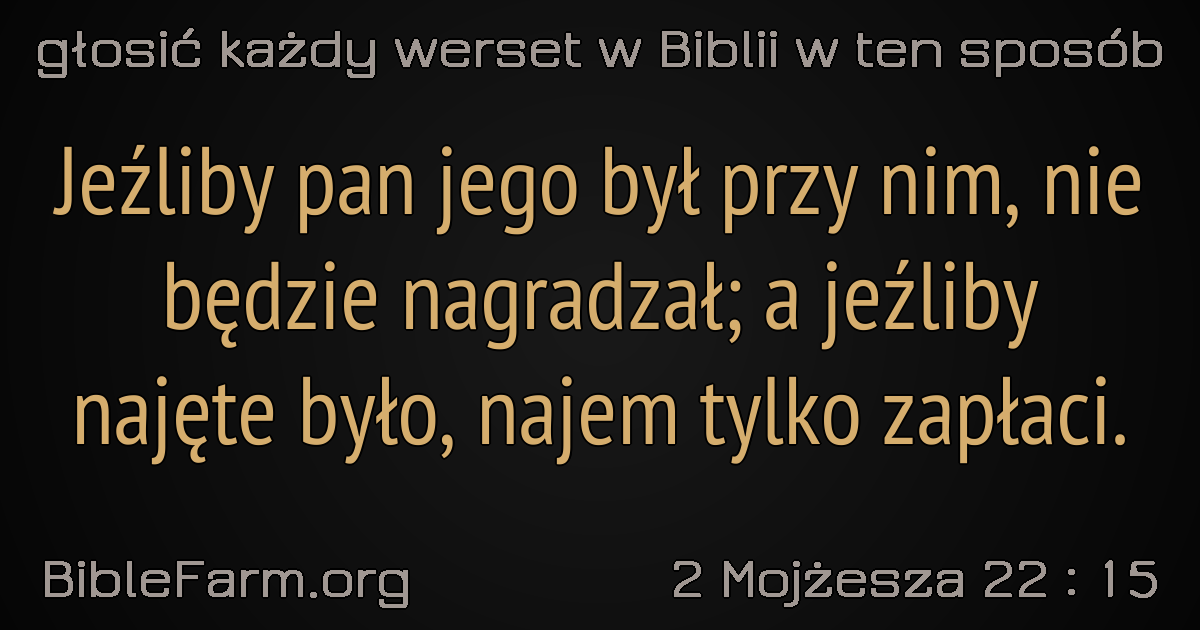 głosić każdy werset w Biblii w ten sposób
Jeźliby pan jego był przy nim, nie
będzie nagradzał; a jeźliby
najęte było, najem tylko zapłaci.
BibleFarm.org
2 Mojżesza 22 : 15